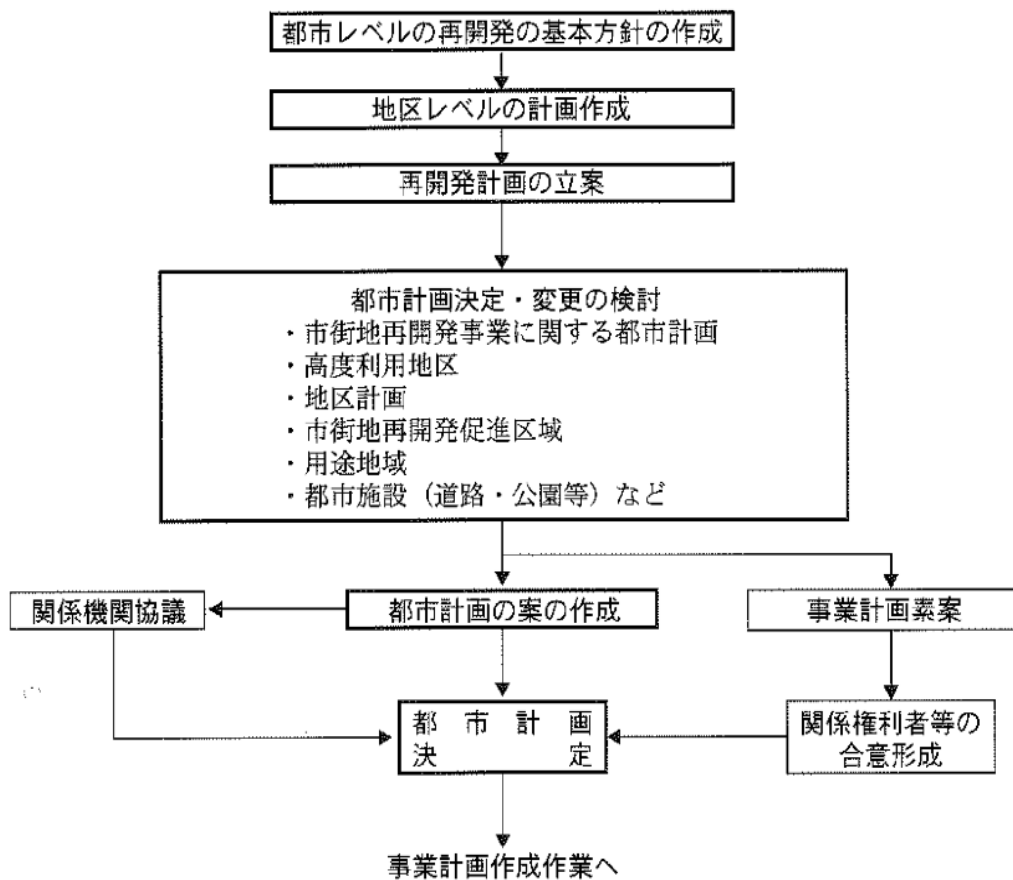 都市レベルの再開発の基本方針の作成
地区レベルの計画作成
再開発計画の立案
都市計画決定・変更の検討
・市街地再開発事業に関する都市計画
・高度利用地区
・地区計画
・市街地再開発促進区域
・用途地域
・都市施設（道路・公園等）など
関係機関協議
都市計画の案の作成
事業計画素案
都市計画
決定
関係権利者等の
合意形成
事業計画作成作業へ